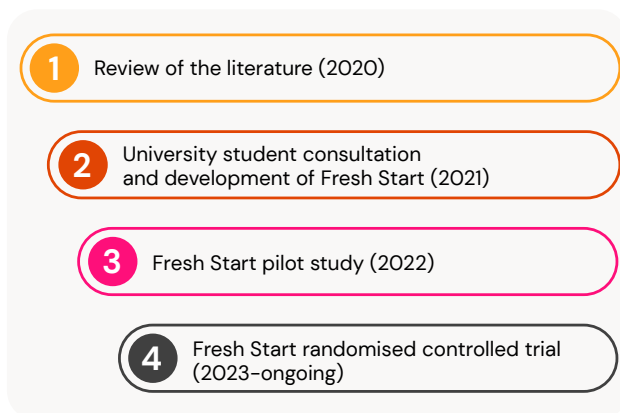 1
Review of the literature (2020)
2
University student consultation
and development of Fresh Start (2021)
3
Fresh Start pilot study (2022)
4
Fresh Start randomised controlled trial
(2023-ongoing)